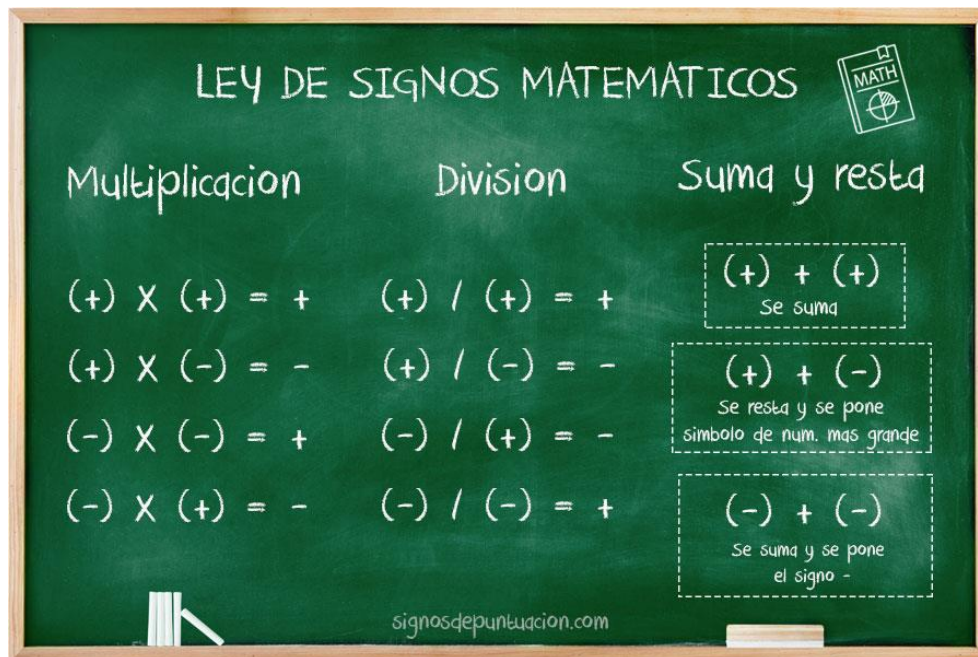 LEY DE SIGNOS MATEMATICOS
MATH
Multiplicacion
(+) X (+) = +
(+) X (-) = -
(-) X (-) = +
(-) X (+) = -
Division
(+) / (+) = +
(+) / (-) = -
(-) / (+) = -
(-) / (-) = +
Suma y resta
(+) + (+)
Se suma
(+) + (-)
Se resta y se pone
simbolo de num. mas grande
(-) + (-)
Se suma y se pone
el signo -
signosdepuntuacion.com